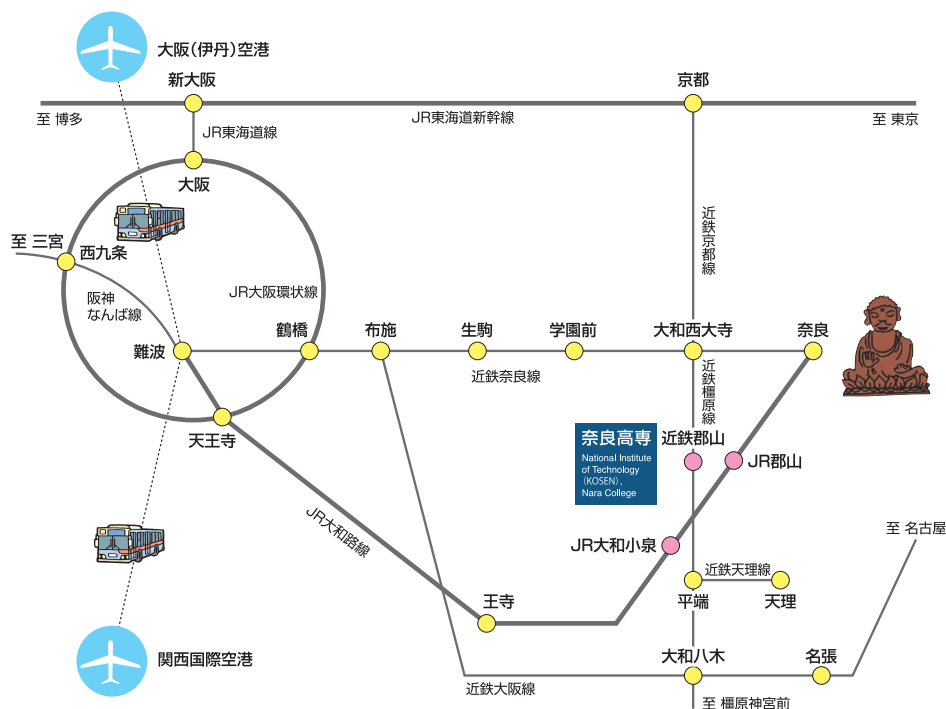 大阪（伊丹）空港
新大阪
京都
至 博多
JR東海道新幹線
至 東京
JR東海道線
大阪
至 三宮
西九条
近鉄京都線
阪神
なんば線
JR大阪環状線
鶴橋
布施
生駒
学園前
大和西大寺
奈良
難波
近鉄奈良線
近鉄橿原線
天王寺
奈良高専
National Institute
of Technology
(KOSEN),
Nara College
近鉄郡山
JR郡山
JR大和路線
JR大和小泉
至 名古屋
近鉄天理線
王寺
平端
天理
関西国際空港
大和八木
名張
近鉄大阪線
至 橿原神宮前